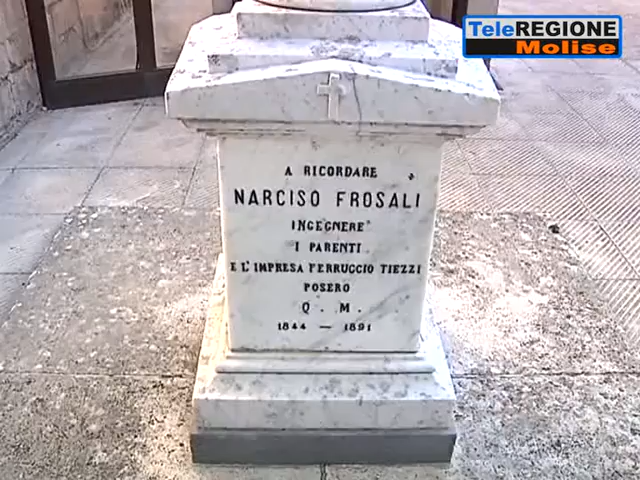 TeleREGIONE
Molise
A RICORDARE
NARCISO FROSALI
INGEGNERE
I PARENTI
E L'IMPRESA FERRUCCIO TIEZZI
POSERO
Q. M.
1844 — 1891